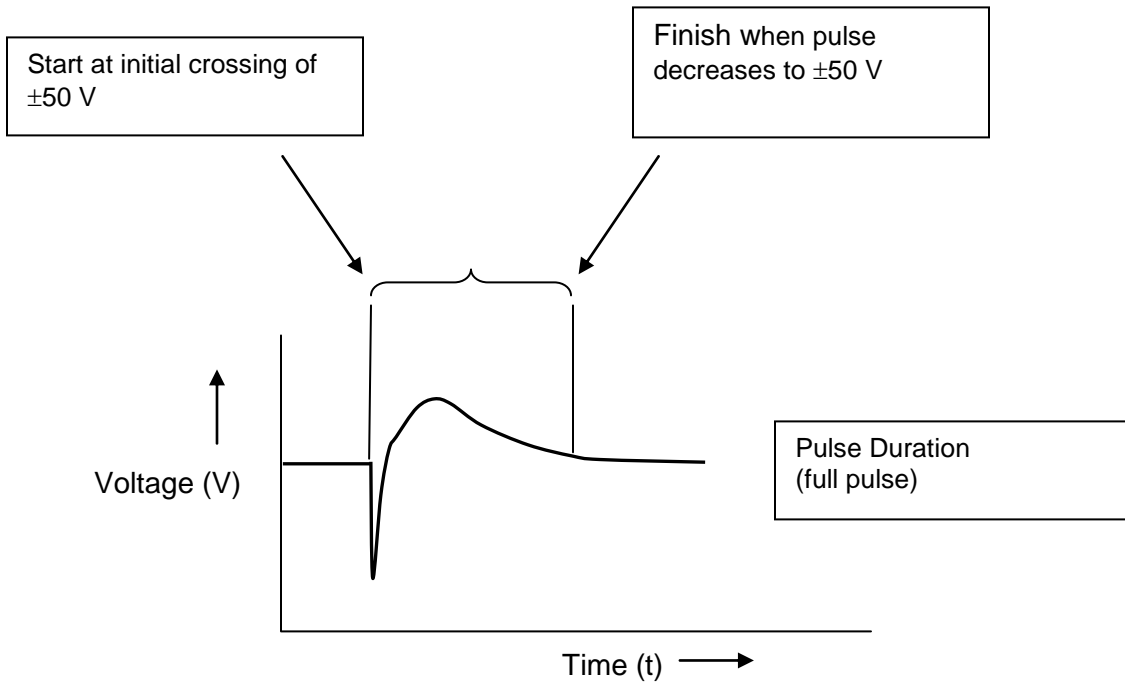 Start at initial crossing of
±50 V
Finish when pulse
decreases to ±50 V
Voltage (V)
Pulse Duration
(full pulse)
Time (t)